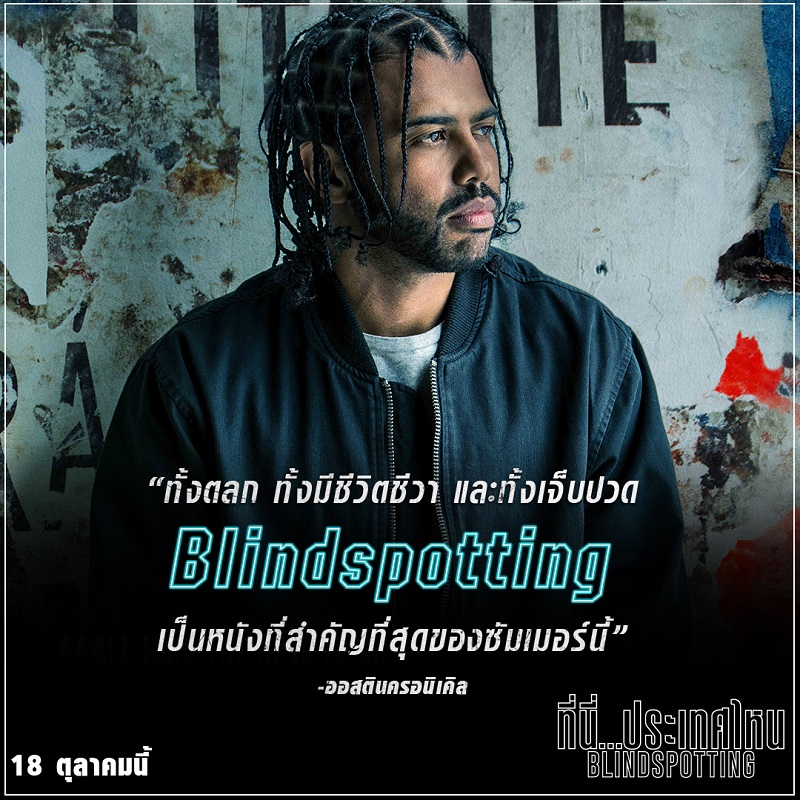 “ทั้งตลก ทั้งมีชีวิตชีวา และทั้งเจ็บปวด
Blindspotting
เป็นหนังที่สำคัญที่สุดของซัมเมอร์นี้”
-ออสตินครอนิเคิล
ที่นี่...ประเทศไหน
BLINDSPOTTING
18 ตุลาคมนี้